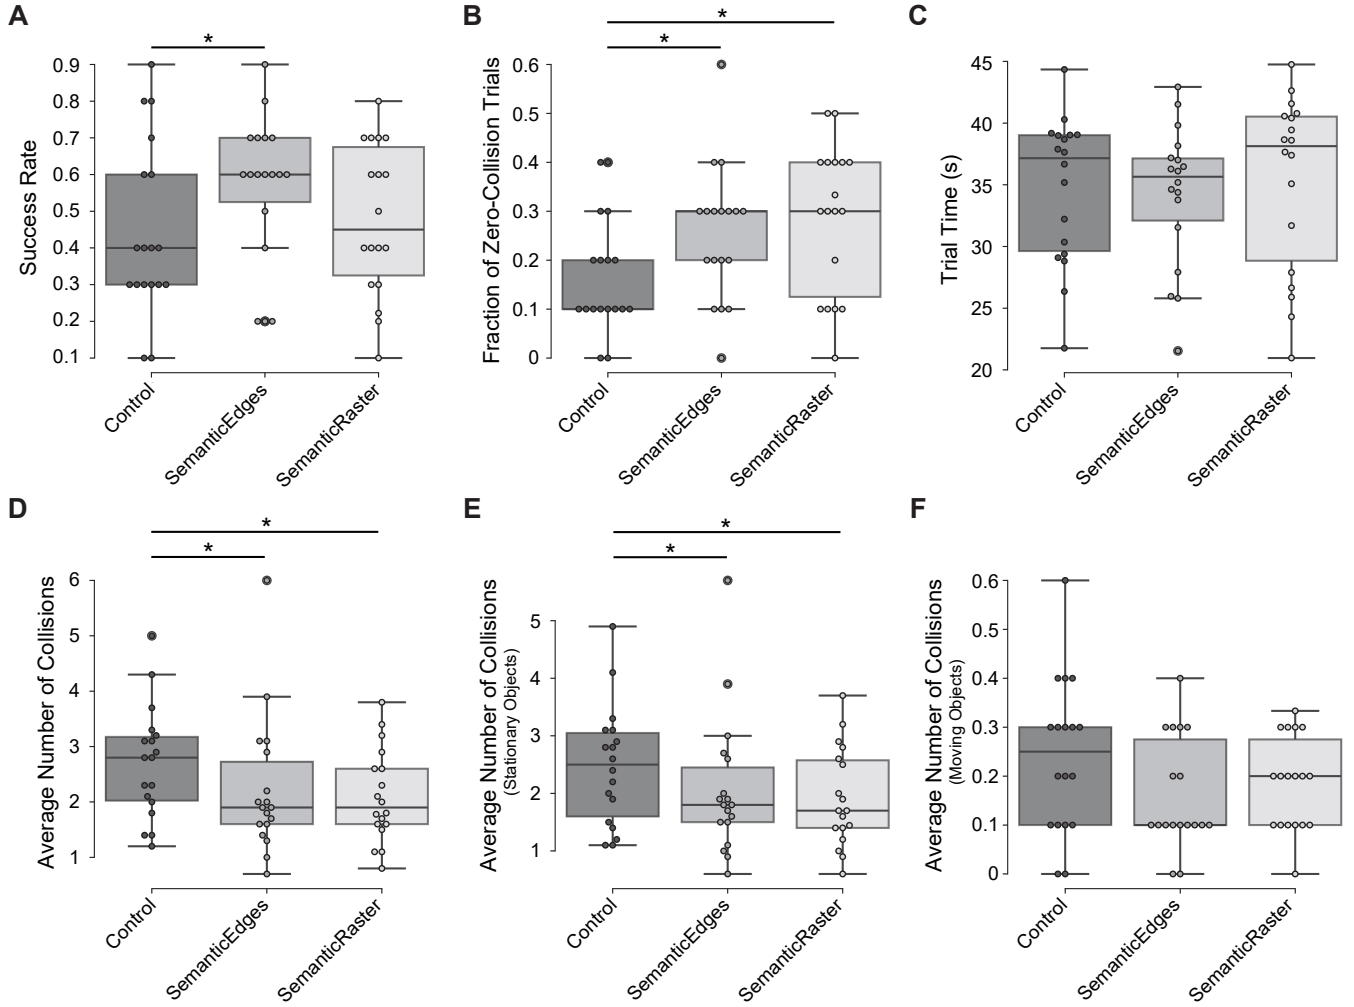 A
Success Rate
*
0.9
0.8
0.7
0.6
0.5
0.4
0.3
0.2
0.1
Control
SemanticEdges
SemanticRaster
B
Fraction of Zero-Collision Trials
*
*
0.6
0.5
0.4
0.3
0.2
0.1
0
Control
SemanticEdges
SemanticRaster
C
Trial Time (s)
45
40
35
30
25
20
Control
SemanticEdges
SemanticRaster
D
Average Number of Collisions
*
*
6
5
4
3
2
1
Control
SemanticEdges
SemanticRaster
E
Average Number of Collisions
(Stationary Objects)
*
*
5
4
3
2
1
Control
SemanticEdges
SemanticRaster
F
Average Number of Collisions
(Moving Objects)
0.6
0.5
0.4
0.3
0.2
0.1
0
Control
SemanticEdges
SemanticRaster